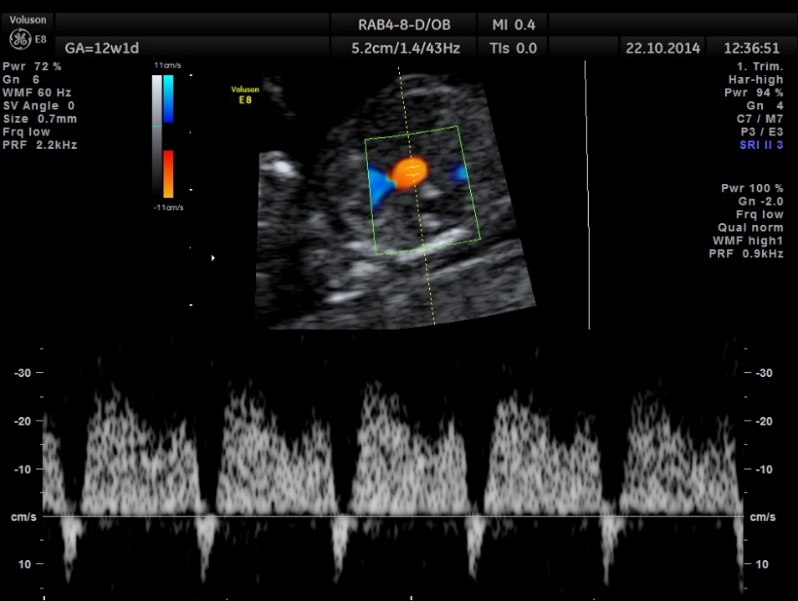 Voluson
E8
RAB4-8-D/OB
MI 0.4
GA=12w1d
5.2cm/1.4/43Hz
TIs 0.0
22.10.2014
12:36:51
Pwr 72 %
Gn 6
WMF 60 Hz
SV Angle 0
Size 0.7mm
Frq low
PRF 2.2kHz
11cm/s
-11cm/s
Voluson
E8
1. Trim.
Har-high
Pwr 94 %
Gn 4
C7 / M7
P3 / E3
SRI II 3
Pwr 100 %
Gn -2.0
Frq low
Qual norm
WMF high1
PRF 0.9kHz
-30 -30
-20 -20
-10 -10
cm/s cm/s
10 10